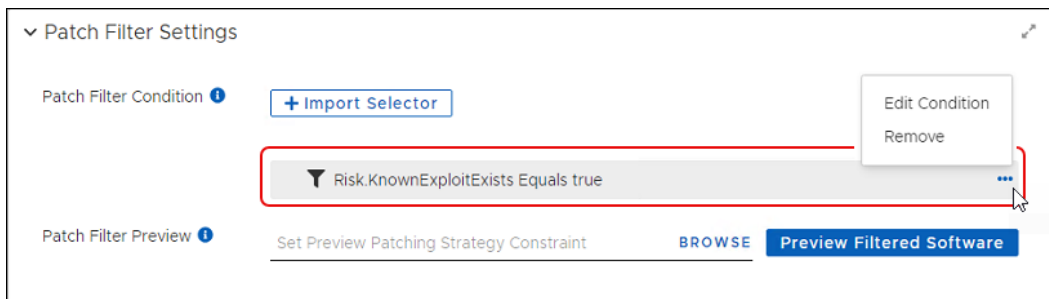 Patch Filter Settings
Patch Filter Condition
+ Import Selector
Edit Condition
Remove
Risk.KnownExploitExists Equals true
Patch Filter Preview
Set Preview Patching Strategy Constraint
BROWSE
Preview Filtered Software